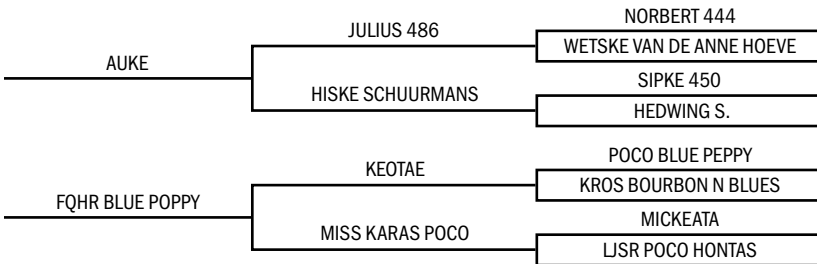 NORBERT 444
JULIUS 486
WETSKE VAN DE ANNE HOEVE
AUKE
SIPKE 450
HISKE SCHUURMANS
HEDWING S.
POCO BLUE PEPPY
KEOTAE
KROS BOURBON N BLUES
FQHR BLUE POPPY
MICKEATA
MISS KARAS POCO
LJSR POCO HONTAS